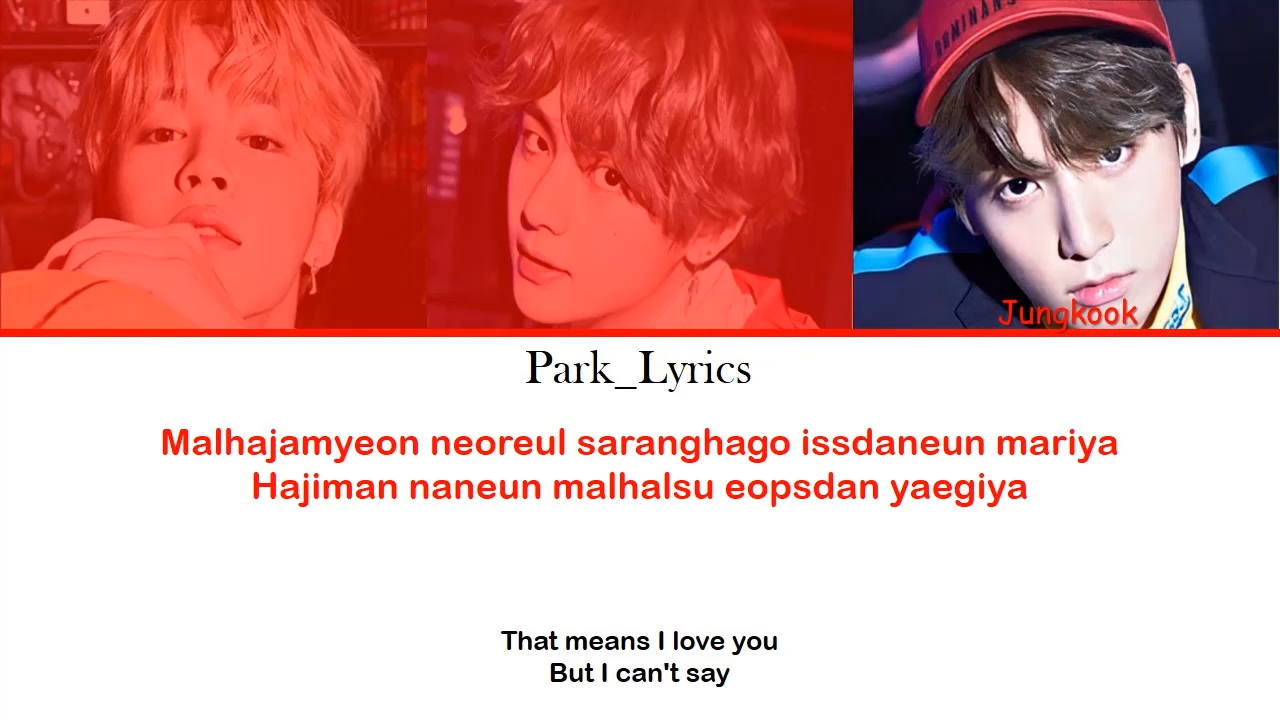 DOMINANS
Jungkook
Park_Lyrics
Malhajamyeon neoreul saranghago issdaneun mariya
Hajiman naneun malhalsu eopsdan yaegiya
That means I love you
But I can't say